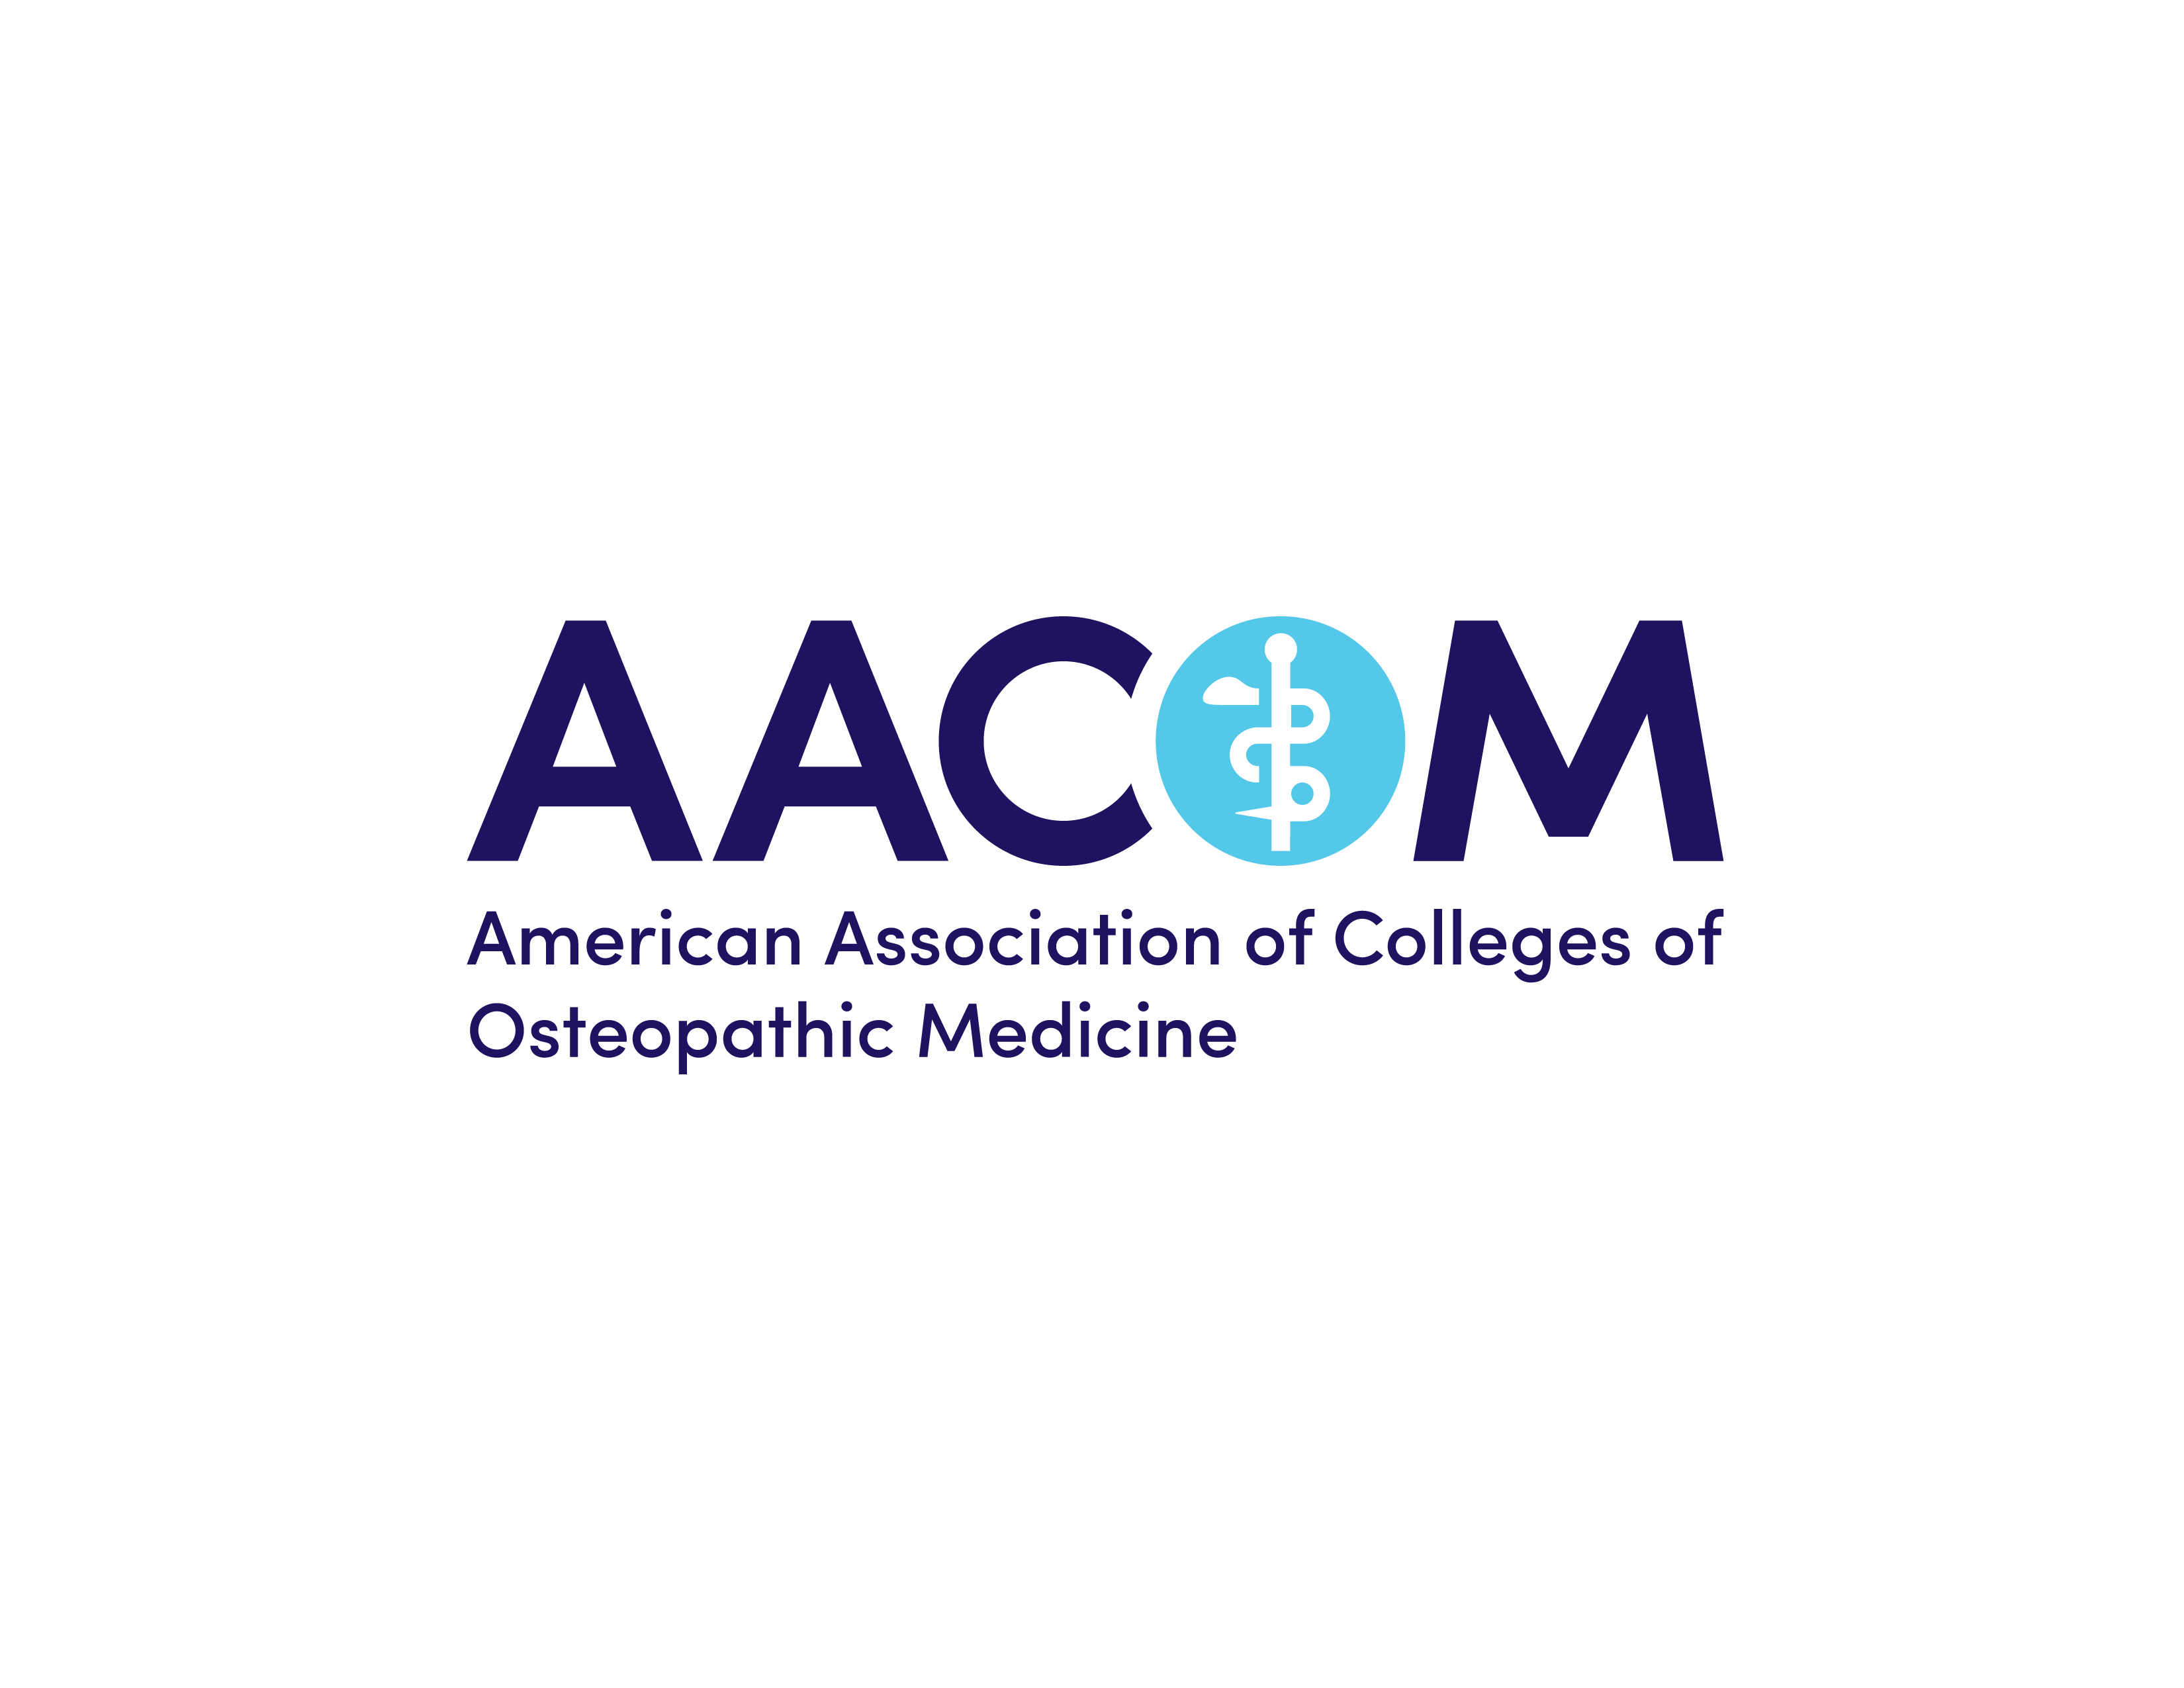 AACOM
American Association of Colleges of
Osteopathic Medicine